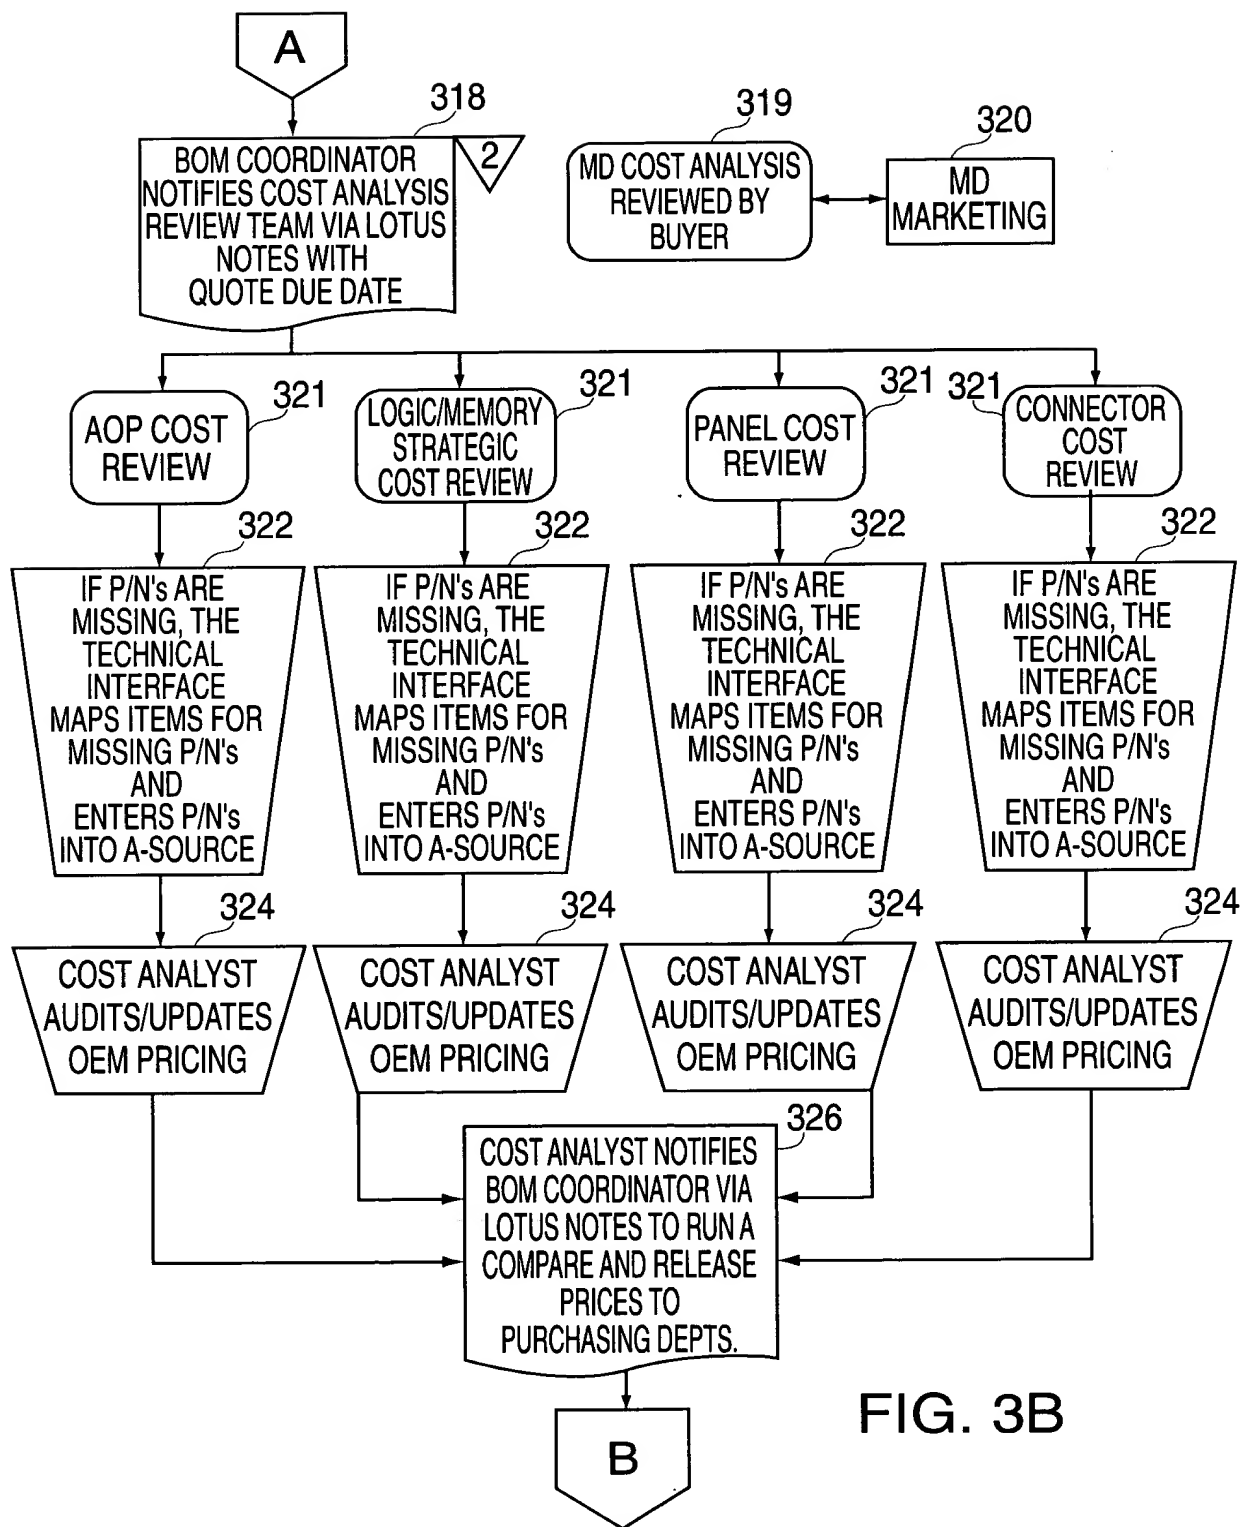 A
318
BOM COORDINATOR
NOTIFIES COST ANALYSIS
REVIEW TEAM VIA LOTUS
NOTES WITH
QUOTE DUE DATE
2
319
MD COST ANALYSIS
REVIEWED BY
BUYER
320
MD
MARKETING
321
AOP COST
REVIEW
321
LOGIC/MEMORY
STRATEGIC
COST REVIEW
321
PANEL COST
REVIEW
321
CONNECTOR
COST
REVIEW
322
IF P/N's ARE
MISSING, THE
TECHNICAL
INTERFACE
MAPS ITEMS FOR
MISSING P/N's
AND
ENTERS P/N's
INTO A-SOURCE
322
IF P/N's ARE
MISSING, THE
TECHNICAL
INTERFACE
MAPS ITEMS FOR
MISSING P/N's
AND
ENTERS P/N's
INTO A-SOURCE
322
IF P/N's ARE
MISSING, THE
TECHNICAL
INTERFACE
MAPS ITEMS FOR
MISSING P/N's
AND
ENTERS P/N's
INTO A-SOURCE
322
IF P/N's ARE
MISSING, THE
TECHNICAL
INTERFACE
MAPS ITEMS FOR
MISSING P/N's
AND
ENTERS P/N's
INTO A-SOURCE
324
COST ANALYST
AUDITS/UPDATES
OEM PRICING
324
COST ANALYST
AUDITS/UPDATES
OEM PRICING
324
COST ANALYST
AUDITS/UPDATES
OEM PRICING
324
COST ANALYST
AUDITS/UPDATES
OEM PRICING
326
COST ANALYST NOTIFIES
BOM COORDINATOR VIA
LOTUS NOTES TO RUN A
COMPARE AND RELEASE
PRICES TO
PURCHASING DEPTS.
B
FIG. 3B